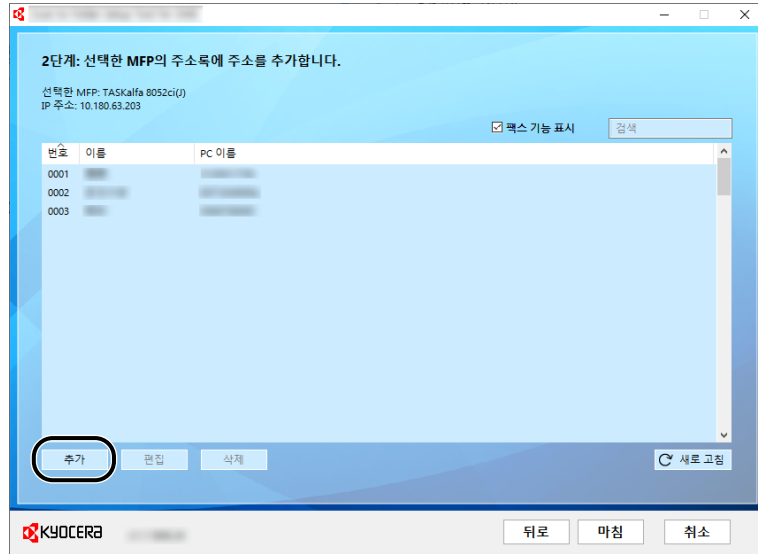 2단계: 선택한 MFP의 주소록에 주소를 추가합니다.
선택한 MFP: TASKalfa 8052ci(J)
IP 주소: 10.180.63.203
팩스 기능 표시 검색
번호 이름 PC 이름
0001
0002
0003
추가 편집 삭제 새로 고침
KYOCERA 뒤로 마침 취소